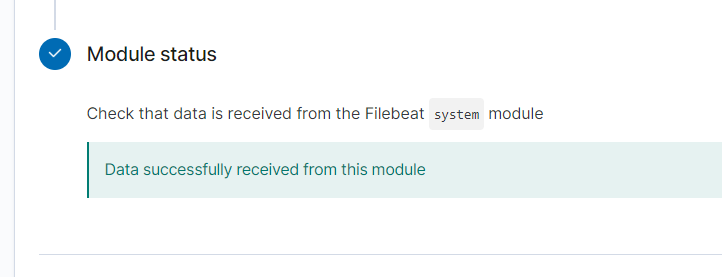 Module status
Check that data is received from the Filebeat system module
Data successfully received from this module